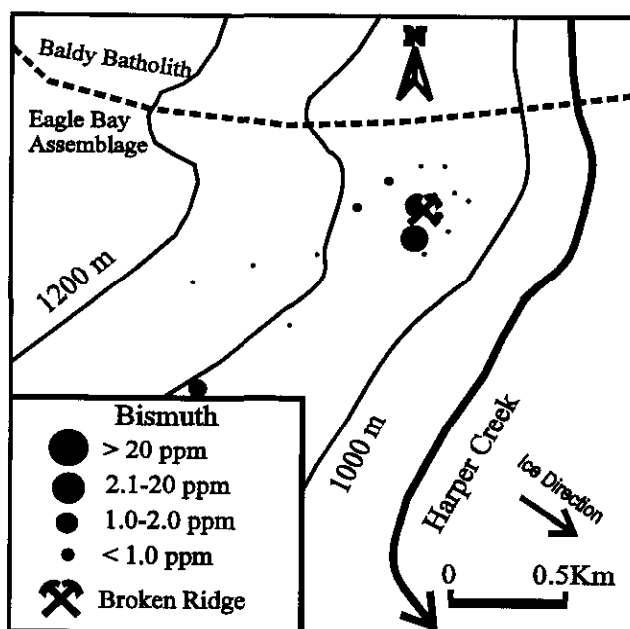 N
Baldy Batholith
Eagle Bay
Assemblage
1200 m
1000 m
Harper Creek
Ice Direction
0 0.5Km
Bismuth
> 20 ppm
2.1-20 ppm
1.0-2.0 ppm
< 1.0 ppm
Broken Ridge